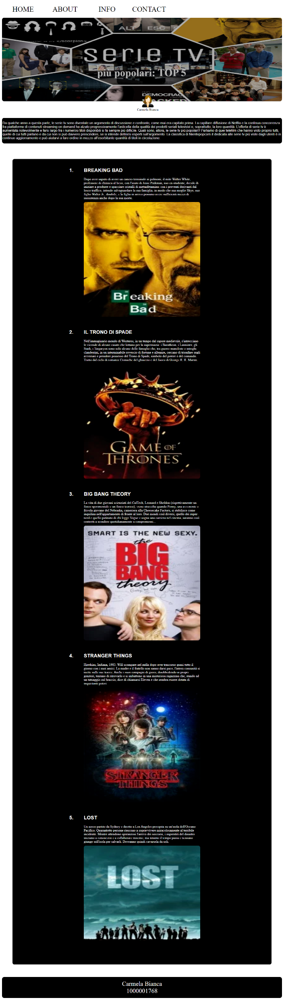 HOME ABOUT INFO CONTACT
ALT ESC S
</scorpion>
serie tv
più popolari: TOP 5
DEMOCRAC
HACKED
Carmela Bianca
Da qualche anno a questa parte, le serie tv sono diventate un argomento di discussione e confronto, come mai era capitato prima. La capillare diffusione di Netflix e la continua concorrenza
fra piattaforme di contenuti streaming on demand ha alzato progressivamente l'asticella della qualità dei prodotti seriali televisivi e, soprattutto, la loro quantità. L'offerta di serie tv è
aumentata notevolmente e farsi largo fra i numerosi titoli disponibili si fa sempre più difficile. Quali sono, allora, le serie tv più popolari? Parliamo di quei telefilm che hanno visto proprio tutti,
quelle di cui tutti parlano e da cui non si può davvero prescindere, se si intende definirsi esperti sull'argomento. La classifica di Nientepopcorn.it dedicata alle serie tv più viste dagli utenti è in
continuo aggiornamento e può aiutarvi a fare ordine in mezzo all'esorbitante quantità di titoli in circolazione.
1. BREAKING BAD
Dopo aver saputo di avere un cancro terminale ai polmoni, il mite Walter White,
professore di chimica al liceo, con l'aiuto di Jesse Pinkman, suo ex-studente, decide di
iniziare a produrre e spacciare cristalli di metanfetamina: con i proventi derivanti dal
losco traffico, intende salvaguardare la sua famiglia, in modo che sua moglie Skye, suo
figlio Walter Jr., disabile, e la figlia in arrivo possano avere sufficienti mezzi di
sussistenza anche dopo la sua morte.
Breaking
Bad
2. IL TRONO DI SPADE
Nell'immaginario mondo di Westeros, in un tempo dal sapore medievale, s'intrecciano
le vicende di alcune casate che lottano per la supremazia: i Baratheon, i Lannister, gli
Stark, i Targaryen sono solo alcune delle famiglie che, tra guerre manifeste e intrighi
clandestini, in un interminabile rovescio di fortune e alleanze, cercano di trionfare sugli
avversari e prendere possesso del Trono di Spade, simbolo del potere e del comando.
Tratto dal ciclo di romanzi Cronache del ghiaccio e del fuoco di George R. R. Martin.
GAME OF
THRONES
3. BIG BANG THEORY
La vita di due giovani scienziati del CalTech, Leonard e Sheldon (rispettivamente un
fisico sperimentale e un fisico teorico), viene stravolta quando Penny, una avvenente e
frivola giovane del Nebraska, cameriera alla Cheesecake Factory, si stabilisce come
inquilina nell'appartamento di fronte al loro. Due mondi così diversi, quello dei super-
nerd e quello patinato di chi legge Vogue e sogna una carriera nel cinema, saranno così
costretti a scendere quotidianamente a compromessi...
SMART IS THE NEW SEXY.
the
BIG
BANG
theory
4. STRANGER THINGS
Hawkins, Indiana, 1983. Will scompare nel nulla dopo aver trascorso quasi tutto il
giorno con i suoi amici. La madre e il fratello non sanno darsi pace, l'intera comunità si
mette sulle sue tracce. Anche i suoi compagni di gioco, disobbedendo ai propri
genitori, tentano di ritrovarlo e si imbattono in una misteriosa ragazzina che, stando ad
un tatuaggio sul braccio, dice di chiamarsi Eleven e che sembra essere dotata di
inquietanti poteri.
STRANGER
THINGS
5. LOST
Un aereo partito da Sydney e diretto a Los Angeles precipita su un'isola dell'Oceano
Pacifico. Quarantotto persone riescono a sopravvivere miracolosamente al terribile
incidente. Mentre attendono speranzosi l'arrivo dei soccorsi, i superstiti del disastro
iniziano a conoscersi e a collaborare insieme, ma intanto il tempo passa e nessuno
giunge sull'isola per salvarli. Dovranno quindi cavarsela da soli.
LOST
Carmela Bianca
1000001768